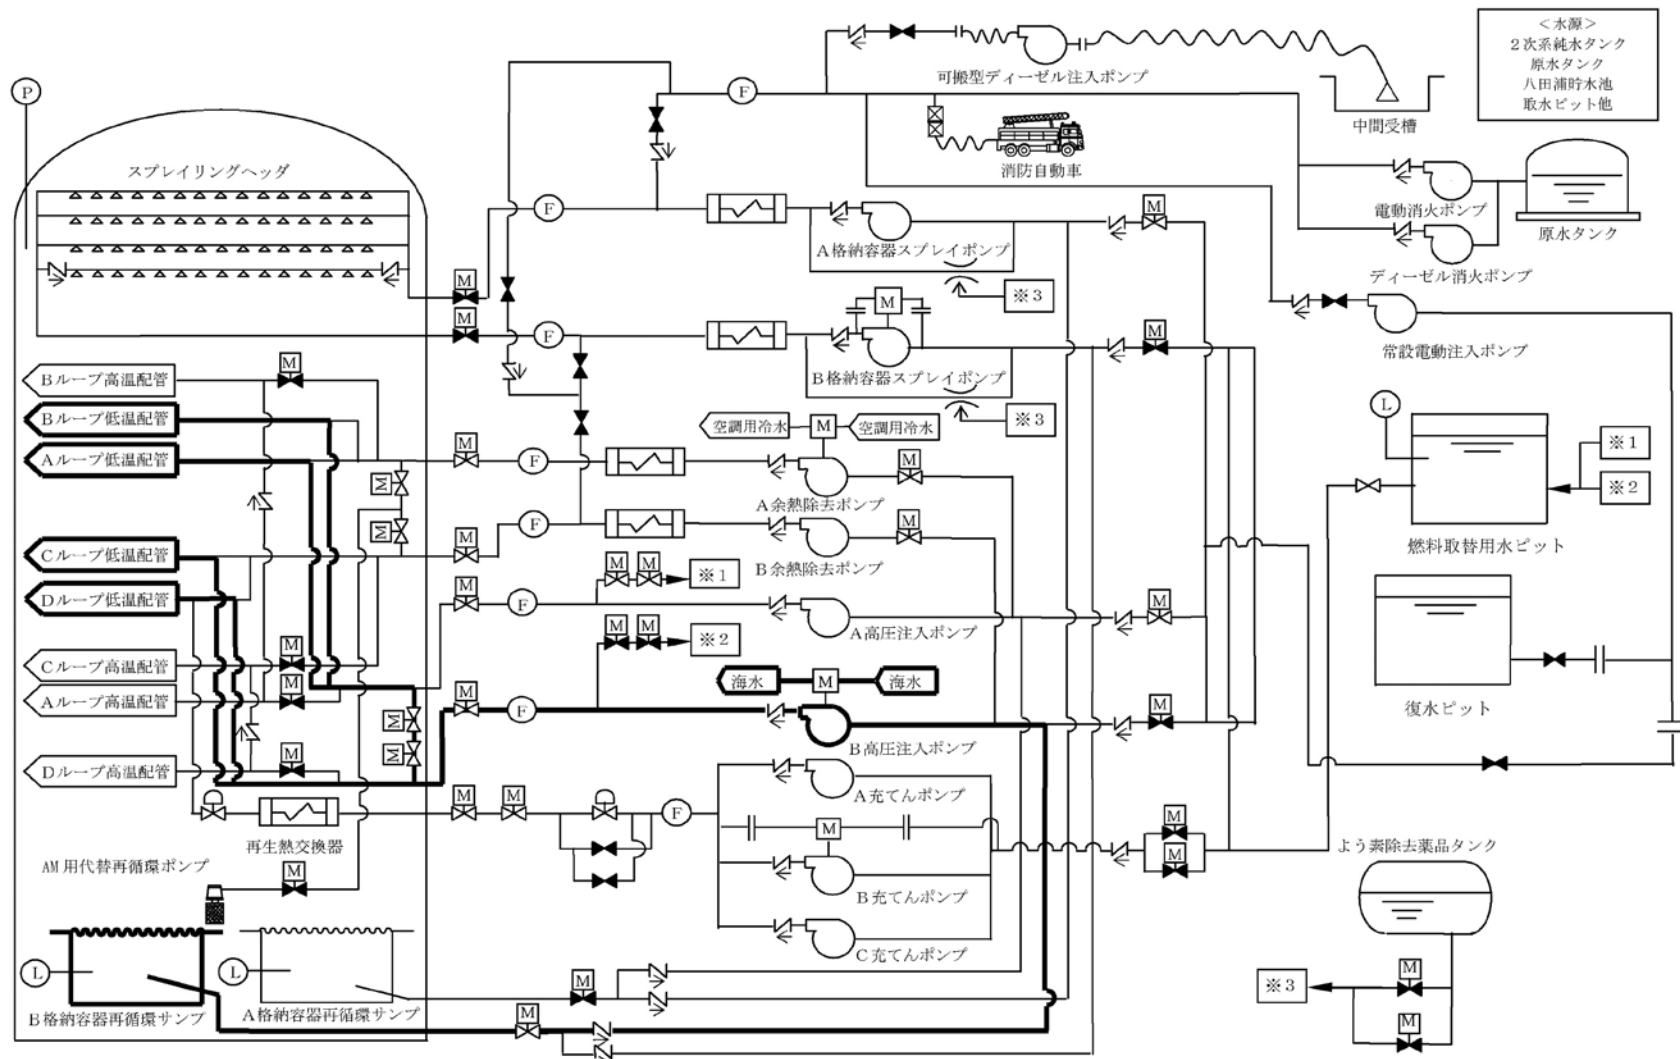 ＜水源＞
２次系純水タンク
原水タンク
八田浦貯水池
取水ピット他
P
F
可搬型ディーゼル注入ポンプ
中間受槽
消防自動車
スプレイリングヘッダ
電動消火ポンプ
原水タンク
ディーゼル消火ポンプ
F
M
A格納容器スプレイポンプ
※３
M
M
M
F
M
B格納容器スプレイポンプ
※３
常設電動注入ポンプ
Bループ高温配管
M
Bループ低温配管
空調用冷水
M
空調用冷水
L
Aループ低温配管
M
F
M
※１
※２
M
A余熱除去ポンプ
M
M
F
M
燃料取替用水ピット
Cループ低温配管
B余熱除去ポンプ
M
M
※１
Dループ低温配管
M
F
M
A高圧注入ポンプ
M
M
※２
Cループ高温配管
M
海水
M
海水
Aループ高温配管
M
M
F
M
復水ピット
M
M
B高圧注入ポンプ
Dループ高温配管
M
A充てんポンプ
M
M
F
M
M
M
再生熱交換器
AM用代替再循環ポンプ
M
B充てんポンプ
よう素除去薬品タンク
C充てんポンプ
L
L
M
M
※３
B格納容器再循環サンプ
A格納容器再循環サンプ
M
M